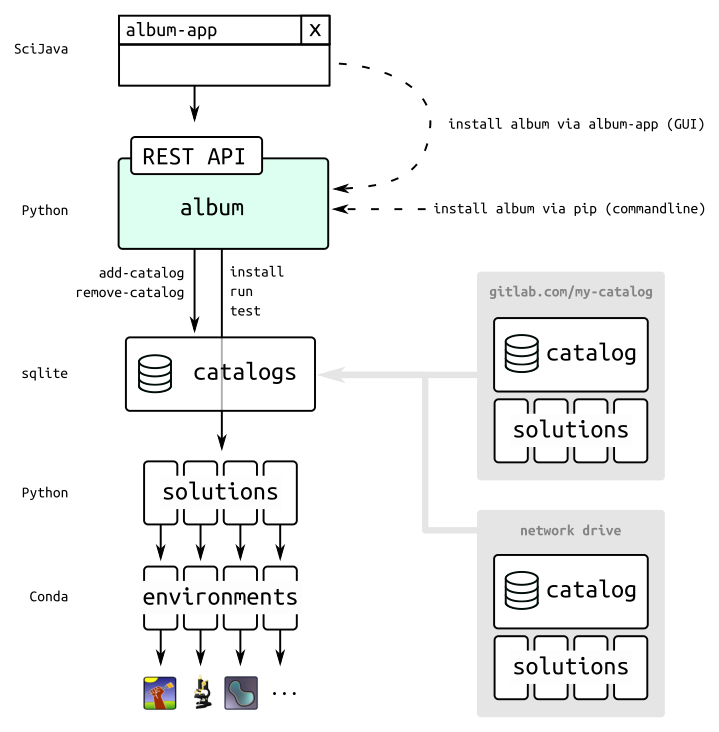 album-app
X
SciJava
install album via album-app (GUI)
REST API
album
Python
install album via pip (commandline)
add-catalog
remove-catalog
install
run
test
gitlab.com/my-catalog
catalog
solutions
catalogs
sqlite
solutions
Python
network drive
catalog
solutions
environments
Conda
...